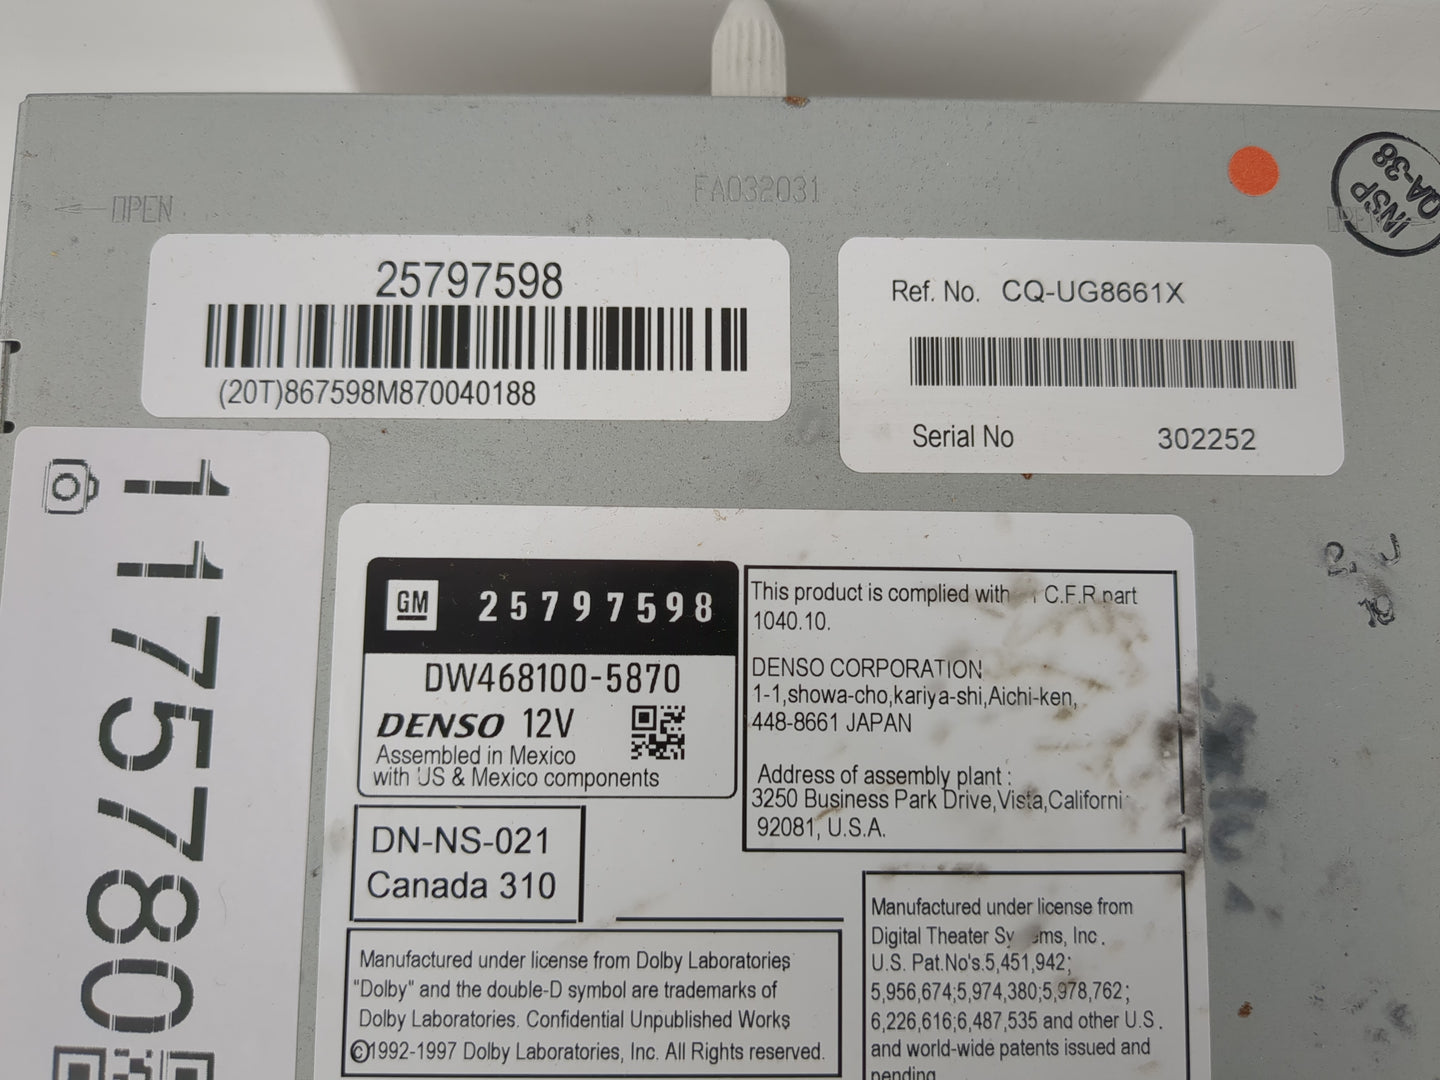 OPEN
FA032031
INSP
QA-38
OPEN
25797598
(20T)867598M870040188
Ref. No. CQ-UG8661X
Serial No 302252
1175780
GM 25797598
DW468100-5870
DENSO 12V
Assembled in Mexico
with US & Mexico components
This product is complied with C.F.R.part
1040.10.
DENSO CORPORATION
1-1,showa-cho,kariya-shi,Aichi-ken,
448-8661 JAPAN
Address of assembly plant :
3250 Business Park Drive,Vista,Californi
92081, U.S.A.
DN-NS-021
Canada 310
Manufactured under license from Dolby Laboratories
"Dolby" and the double-D symbol are trademarks of
Dolby Laboratories. Confidential Unpublished Works
©1992-1997 Dolby Laboratories, Inc. All Rights reserved.
Manufactured under license from
Digital Theater Inc.
U.S. Pat.No's.5,451,942;
5,956,674;5,974,380;5,978,762;
6,226,616;6,487,535 and other U.S.
and world-wide patents issued and
pending